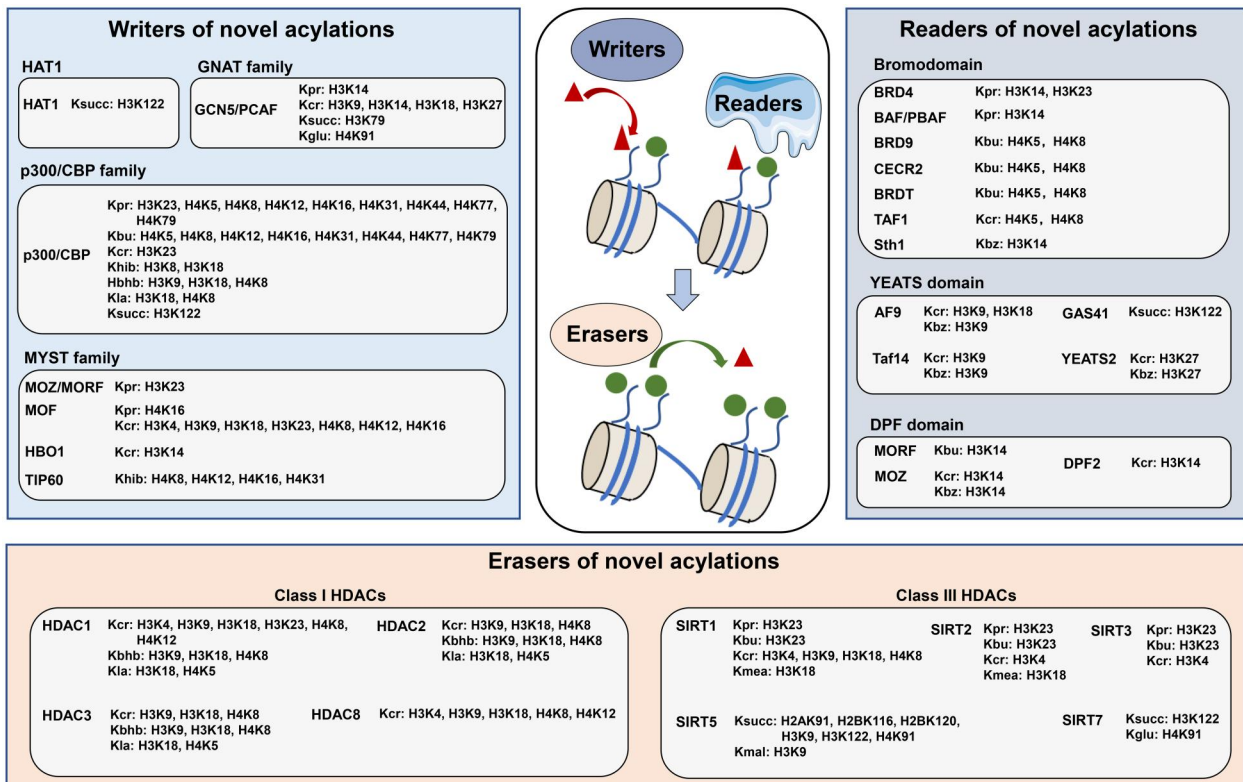 Writers of novel acylations
HAT1
HAT1 Ksucc: H3K122
GNAT family
GCN5/PCAF
Kpr: H3K14
Kcr: H3K9, H3K14, H3K18, H3K27
Ksucc: H3K79
Kglu: H4K91
p300/CBP family
p300/CBP
Kpr: H3K23, H4K5, H4K8, H4K12, H4K16, H4K31, H4K44, H4K77,
H4K79
Kbu: H4K5, H4K8, H4K12, H4K16, H4K31, H4K44, H4K77, H4K79
Kcr: H3K23
Khib: H3K8, H3K18
Hbhb: H3K9, H3K18, H4K8
Kla: H3K18, H4K8
Ksucc: H3K122
MYST family
MOZ/MORF Kpr: H3K23
MOF Kpr: H4K16
Kcr: H3K4, H3K9, H3K18, H3K23, H4K8, H4K12, H4K16
HBO1 Kcr: H3K14
TIP60 Khib: H4K8, H4K12, H4K16, H4K31
Writers
Readers
Erasers
Readers of novel acylations
Bromodomain
BRD4 Kpr: H3K14, H3K23
BAF/PBAF Kpr: H3K14
BRD9 Kbu: H4K5, H4K8
CECR2 Kbu: H4K5, H4K8
BRDT Kbu: H4K5, H4K8
TAF1 Kcr: H4K5, H4K8
Sth1 Kbz: H3K14
YEATS domain
AF9 Kcr: H3K9, H3K18
Kbz: H3K9
GAS41 Ksucc: H3K122
Taf14 Kcr: H3K9
Kbz: H3K9
YEATS2 Kcr: H3K27
Kbz: H3K27
DPF domain
MORF Kbu: H3K14
MOZ Kcr: H3K14
Kbz: H3K14
DPF2 Kcr: H3K14
Erasers of novel acylations
Class I HDACs
HDAC1 Kcr: H3K4, H3K9, H3K18, H3K23, H4K8,
H4K12
Kbhb: H3K9, H3K18, H4K8
Kla: H3K18, H4K5
HDAC2 Kcr: H3K9, H3K18, H4K8
Kbhb: H3K9, H3K18, H4K8
Kla: H3K18, H4K5
HDAC3 Kcr: H3K9, H3K18, H4K8
Kbhb: H3K9, H3K18, H4K8
Kla: H3K18, H4K5
HDAC8 Kcr: H3K4, H3K9, H3K18, H4K8, H4K12
Class III HDACs
SIRT1 Kpr: H3K23
Kbu: H3K23
Kcr: H3K4, H3K9, H3K18, H4K8
Kmea: H3K18
SIRT2 Kpr: H3K23
Kbu: H3K23
Kcr: H3K4
Kmea: H3K18
SIRT3 Kpr: H3K23
Kbu: H3K23
Kcr: H3K4
SIRT5 Ksucc: H2AK91, H2BK116, H2BK120,
H3K9, H3K122, H4K91
Kmal: H3K9
SIRT7 Ksucc: H3K122
Kglu: H4K91